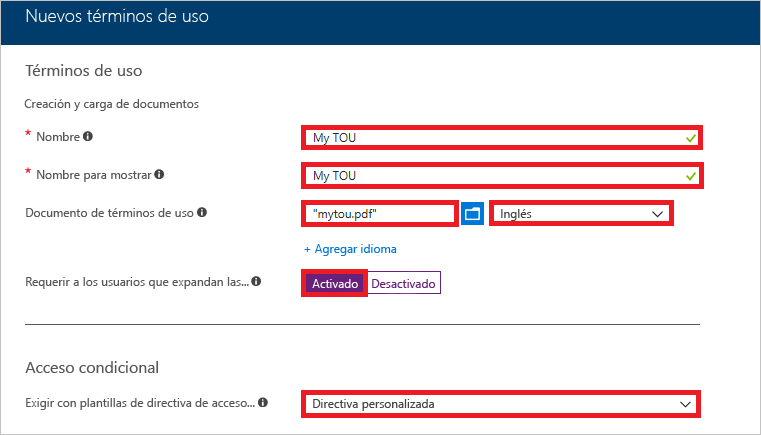 Nuevos términos de uso
Términos de uso
Creación y carga de documentos
* Nombre My TOU
* Nombre para mostrar My TOU
Documento de términos de uso "mytou.pdf" Inglés
+ Agregar idioma
Requerir a los usuarios que expandan las... Activado Desactivado
Acceso condicional
Exigir con plantillas de directiva de acceso... Directiva personalizada